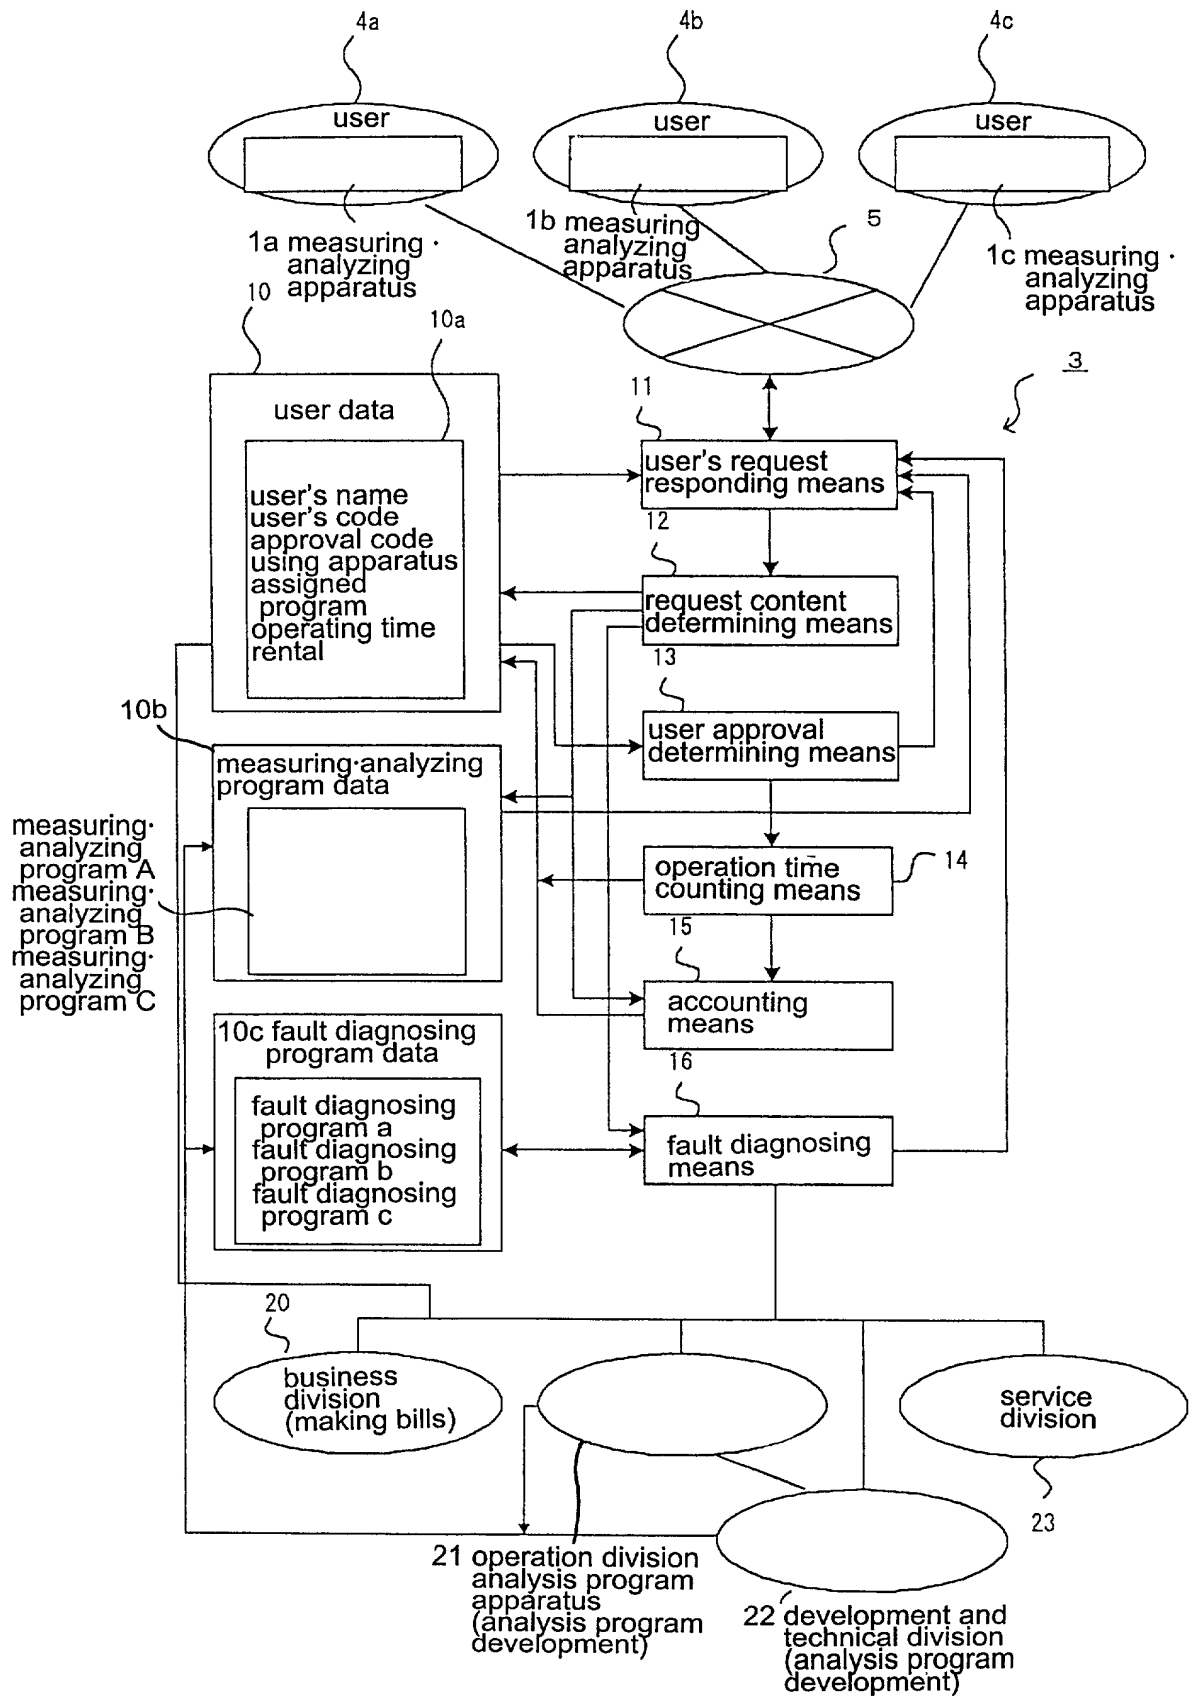 4a
4b
4c
user
user
user
1a measuring·
analyzing
apparatus
1b measuring
analyzing
apparatus
5
1c measuring·
analyzing
apparatus
10
10a
3
user data
11
user's request
responding means
user's name
user's code
approval code
using apparatus
assigned
program
operating time
rental
12
request content
determining means
13
user approval
determining means
10b
measuring·analyzing
program data
measuring·
analyzing
program A
measuring·
analyzing
program B
measuring·
analyzing
program C
operation time
counting means
14
15
accounting
means
10c fault diagnosing
program data
fault diagnosing
program a
fault diagnosing
program b
fault diagnosing
program c
16
fault diagnosing
means
20
business
division
(making bills)
service
division
23
21 operation division
analysis program
apparatus
(analysis program
development)
22 development and
technical division
(analysis program
development)